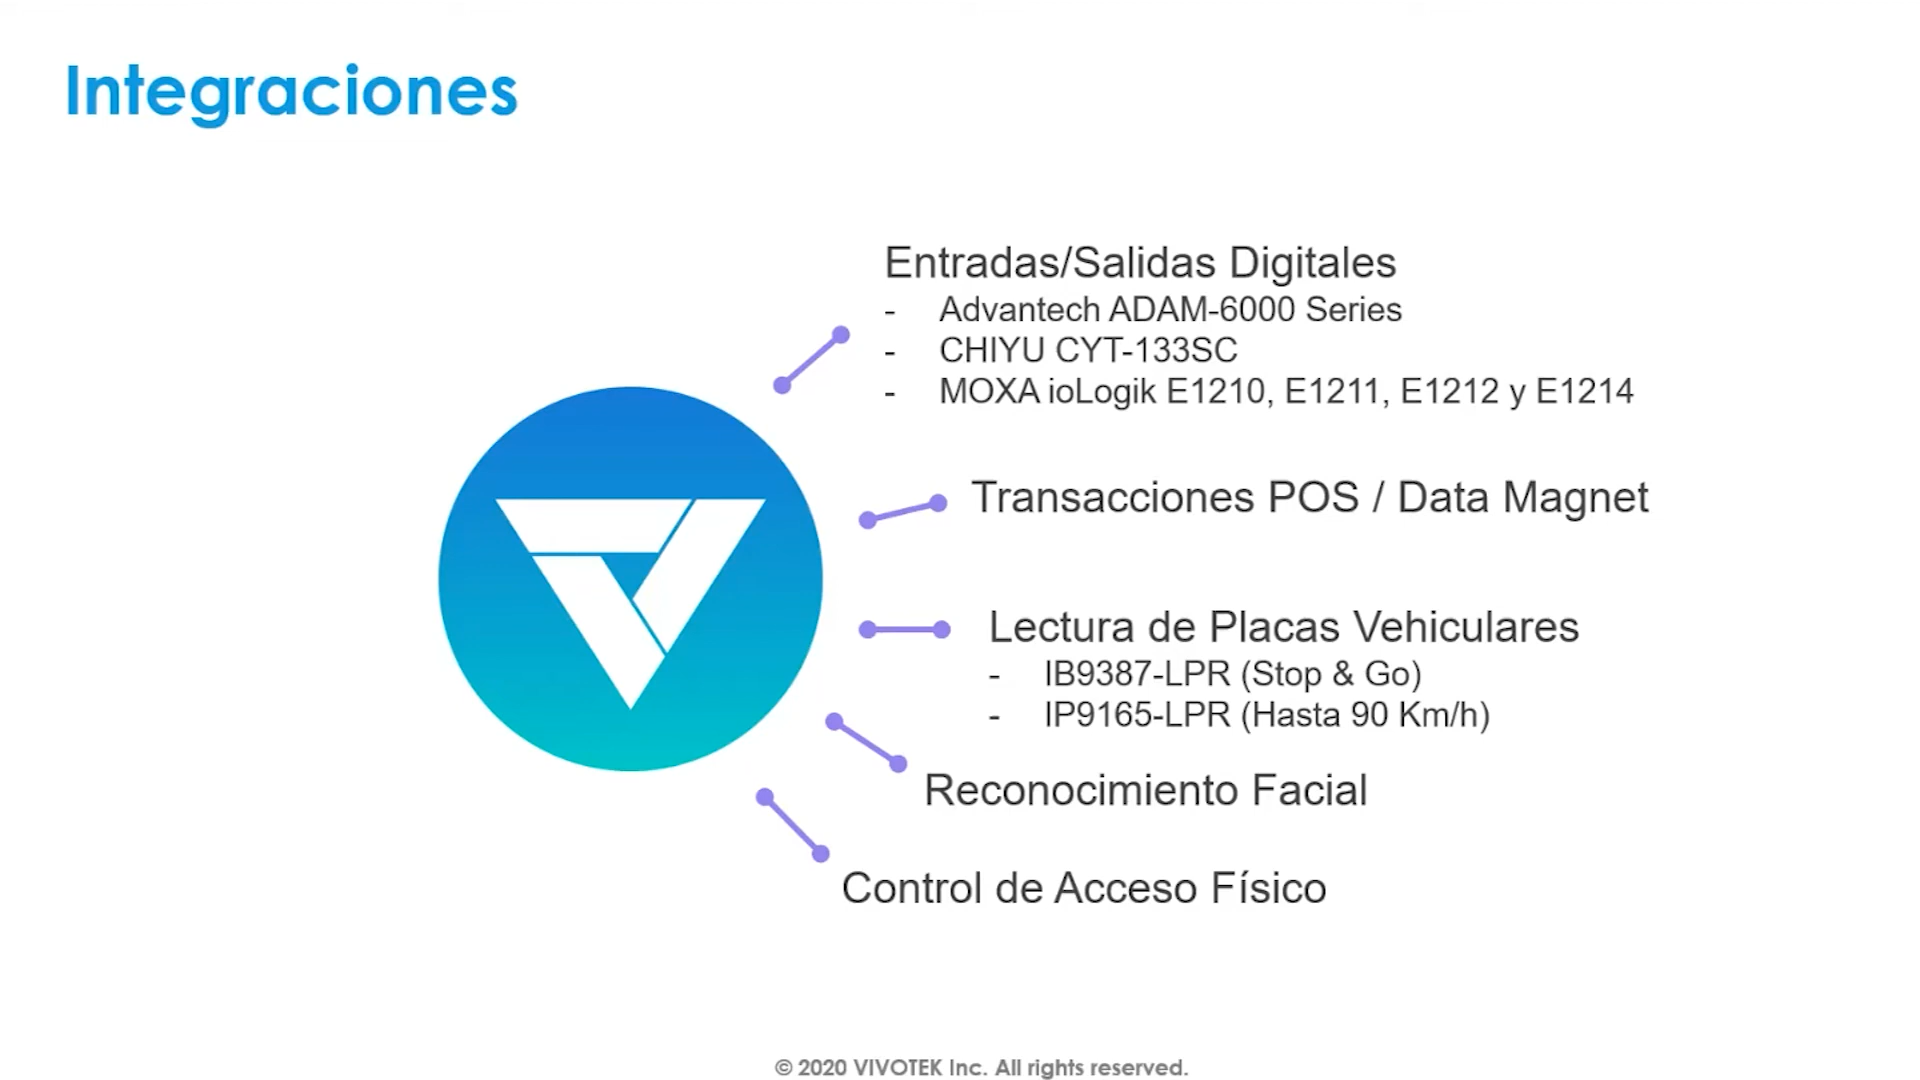 Integraciones
Entradas/Salidas Digitales
- Advantech ADAM-6000 Series
- CHIYU CYT-133SC
- MOXA ioLogik E1210, E1211, E1212 y E1214
Transacciones POS / Data Magnet
Lectura de Placas Vehiculares
- IB9387-LPR (Stop & Go)
- IP9165-LPR (Hasta 90 Km/h)
Reconocimiento Facial
Control de Acceso Físico
© 2020 VIVOTEK Inc. All rights reserved.